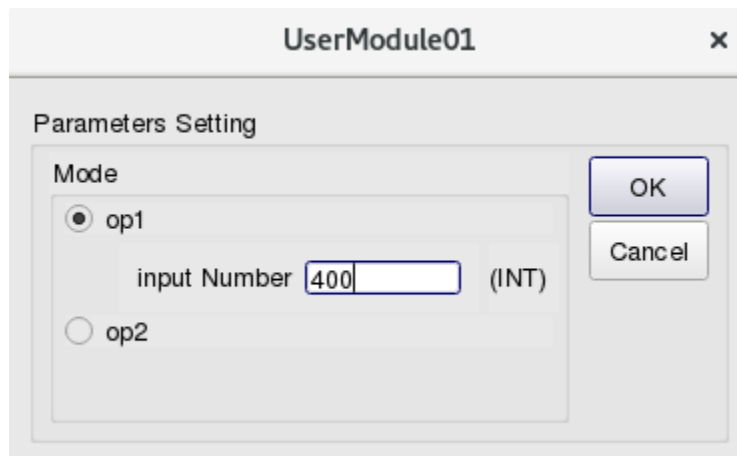 UserModule01
Parameters Setting
Mode
OK
op1
Cancel
input Number 400 (INT)
op2